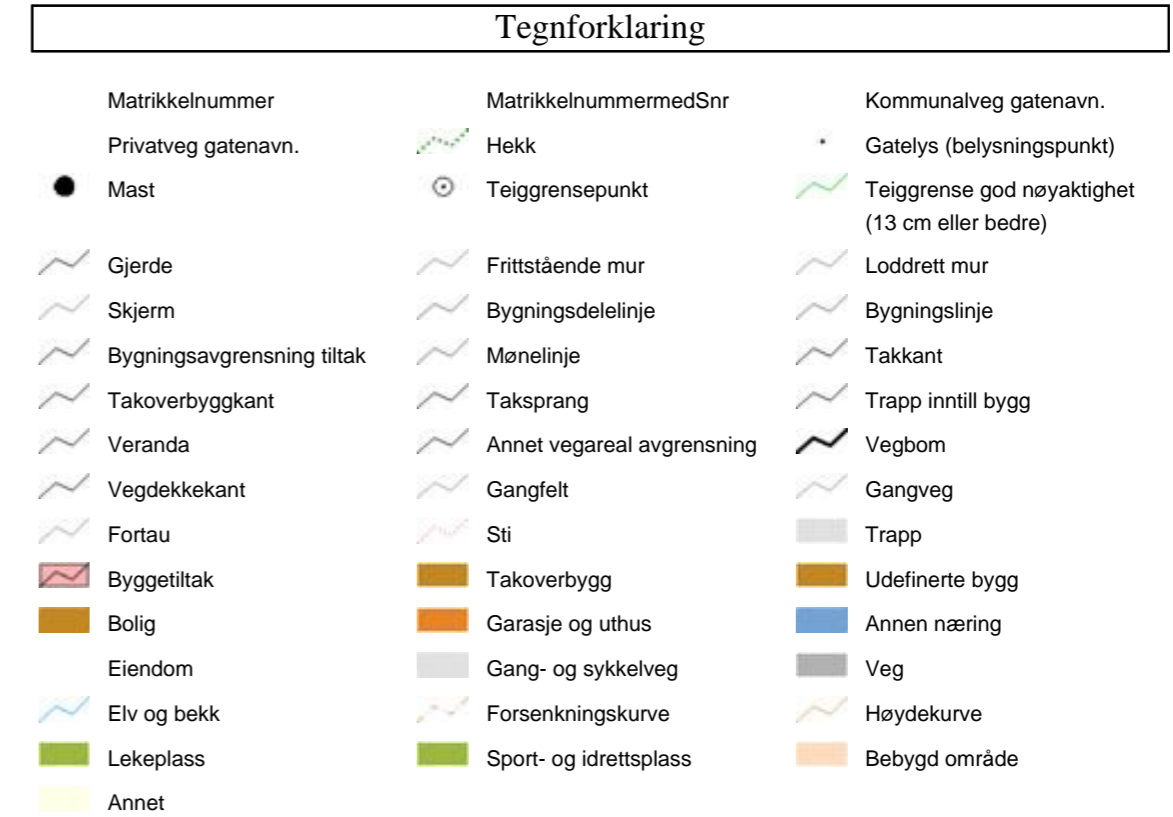 Tegnforklaring
Matrikkelnummer
MatrikkelnummermedSnr
Kommunalveg gatenavn.
Privatveg gatenavn.
Hekk
Gatelys (belysningspunkt)
Mast
Teiggrensepunkt
Teiggrense god nøyaktighet
(13 cm eller bedre)
Gjerde
Frittstående mur
Loddrett mur
Skjerm
Bygningsdelelinje
Bygningslinje
Bygningsavgrensning tiltak
Mønelinje
Takkant
Takoverbyggkant
Taksprang
Trapp inntill bygg
Veranda
Annet vegareal avgrensning
Vegbom
Vegdekkekant
Gangfelt
Gangveg
Fortau
Sti
Trapp
Byggetiltak
Takoverbygg
Udefinerte bygg
Bolig
Garasje og uthus
Annen næring
Eiendom
Gang- og sykkelveg
Veg
Elv og bekk
Forsenkningskurve
Høydekurve
Lekeplass
Sport- og idrettsplass
Bebygd område
Annet